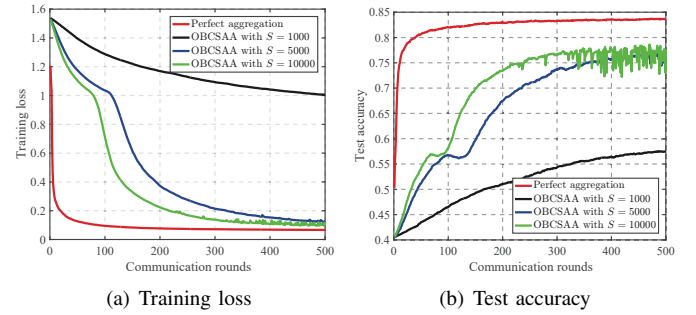 1.6
1.4
1.2
1
0.8
0.6
0.4
0.2
0
Training loss
Perfect aggregation
OBCSAA with S = 1000
OBCSAA with S = 5000
OBCSAA with S = 10000
0 100 200 300 400 500
Communication rounds
(a) Training loss
0.85
0.8
0.75
0.7
0.65
0.6
0.55
0.5
0.45
0.4
Test accuracy
Perfect aggregation
OBCSAA with S = 1000
OBCSAA with S = 5000
OBCSAA with S = 10000
0 100 200 300 400 500
Communication rounds
(b) Test accuracy